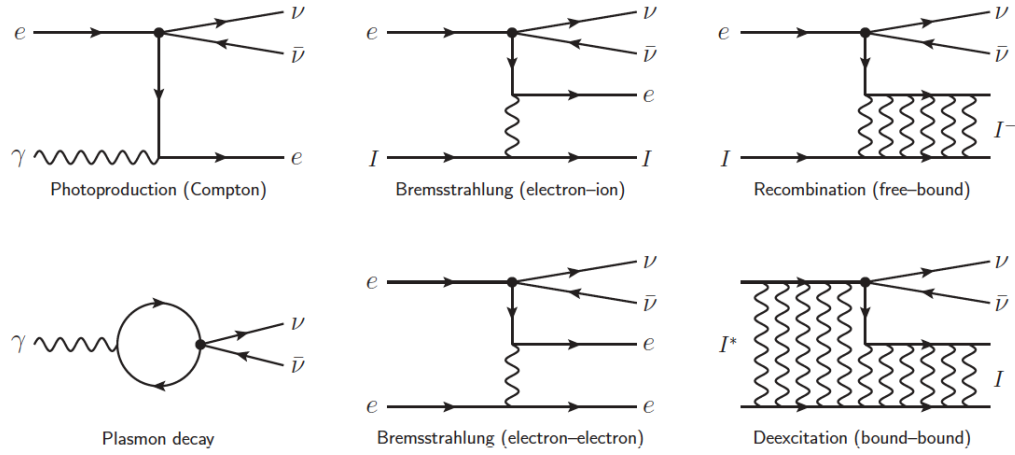 e
ν
ν̄
γ
e
Photoproduction (Compton)
e
ν
ν̄
e
I
I
Bremsstrahlung (electron–ion)
e
ν
ν̄
I
I⁻
Recombination (free–bound)
γ
ν
ν̄
Plasmon decay
e
ν
ν̄
e
e
e
Bremsstrahlung (electron–electron)
ν
ν̄
I*
I
Deexcitation (bound–bound)